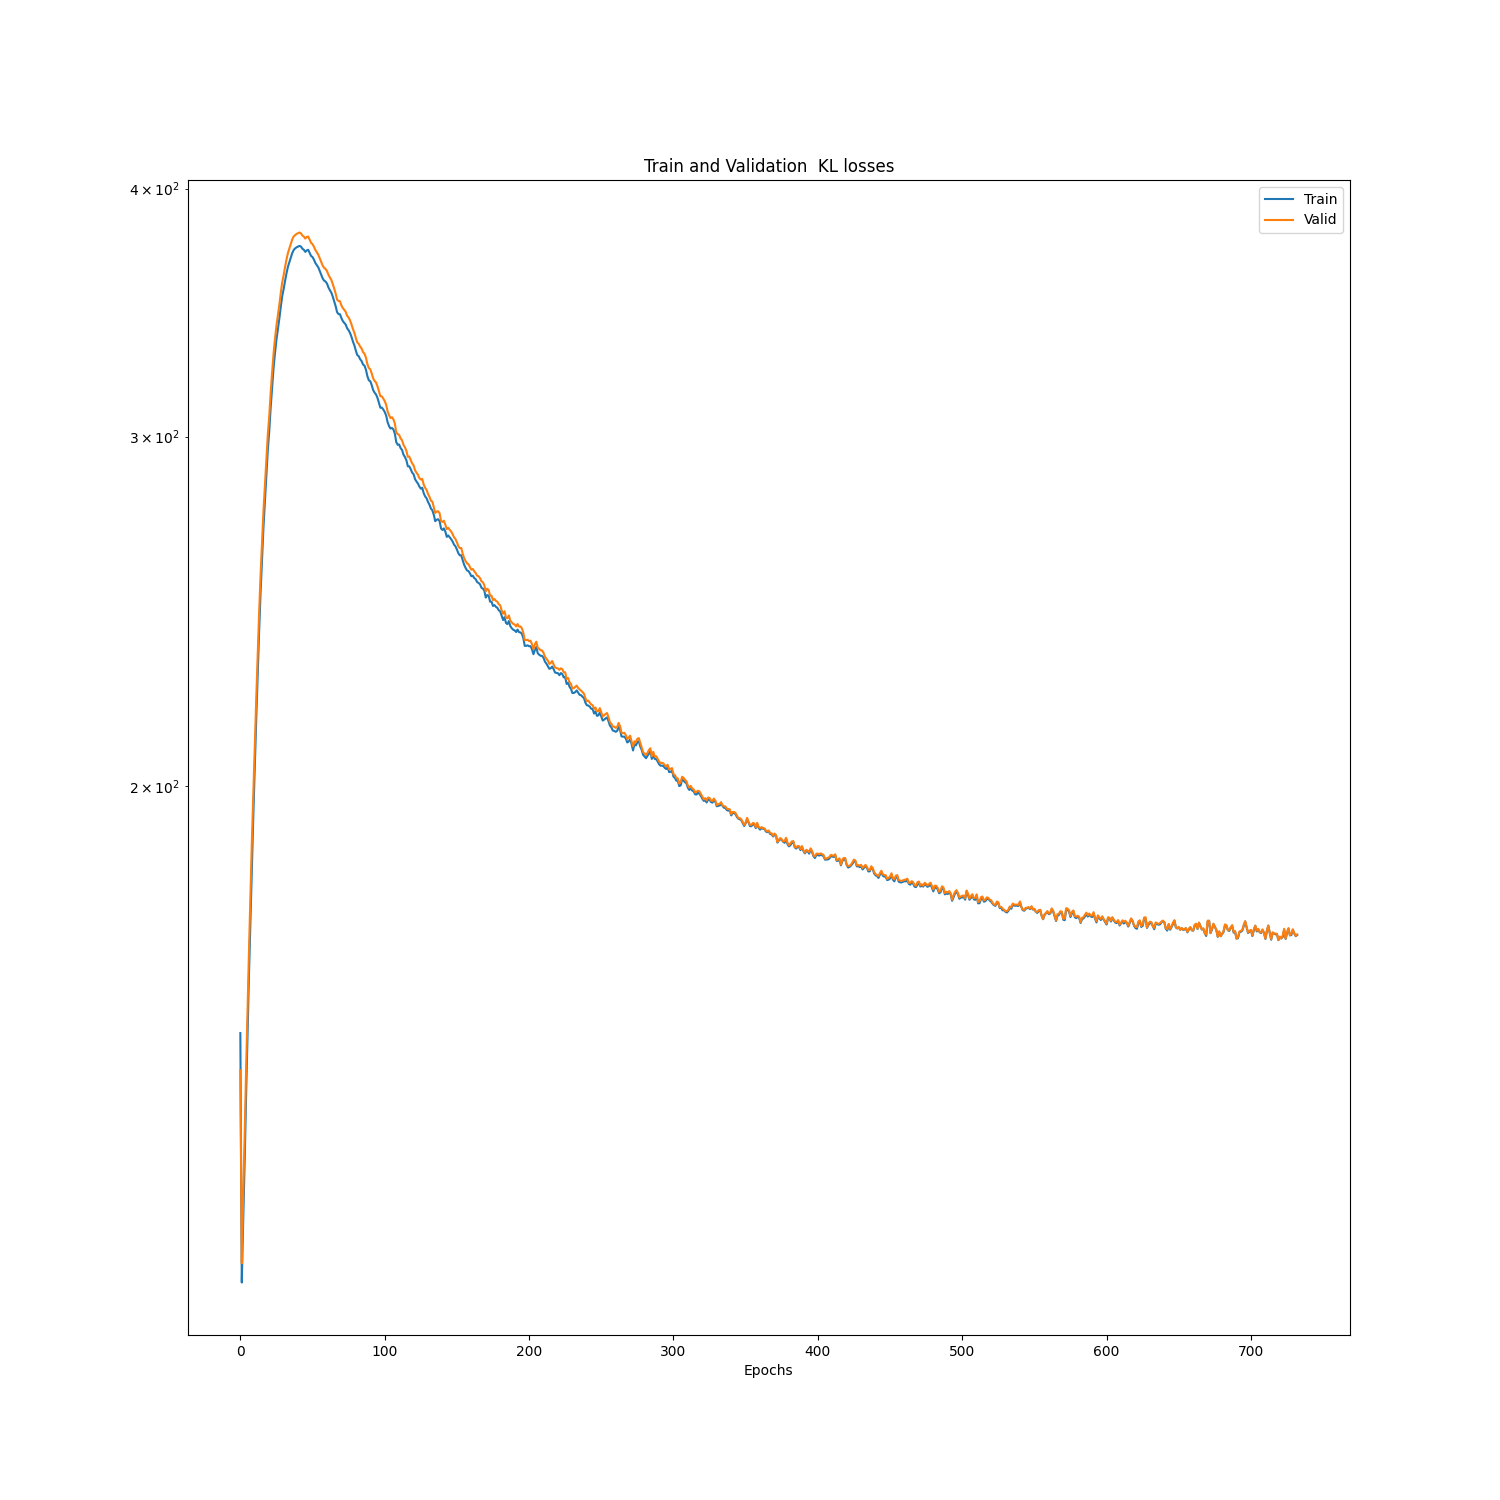 Train and Validation  KL losses
4 × 10²
3 × 10²
2 × 10²
Train
Valid
0 100 200 300 400 500 600 700
Epochs